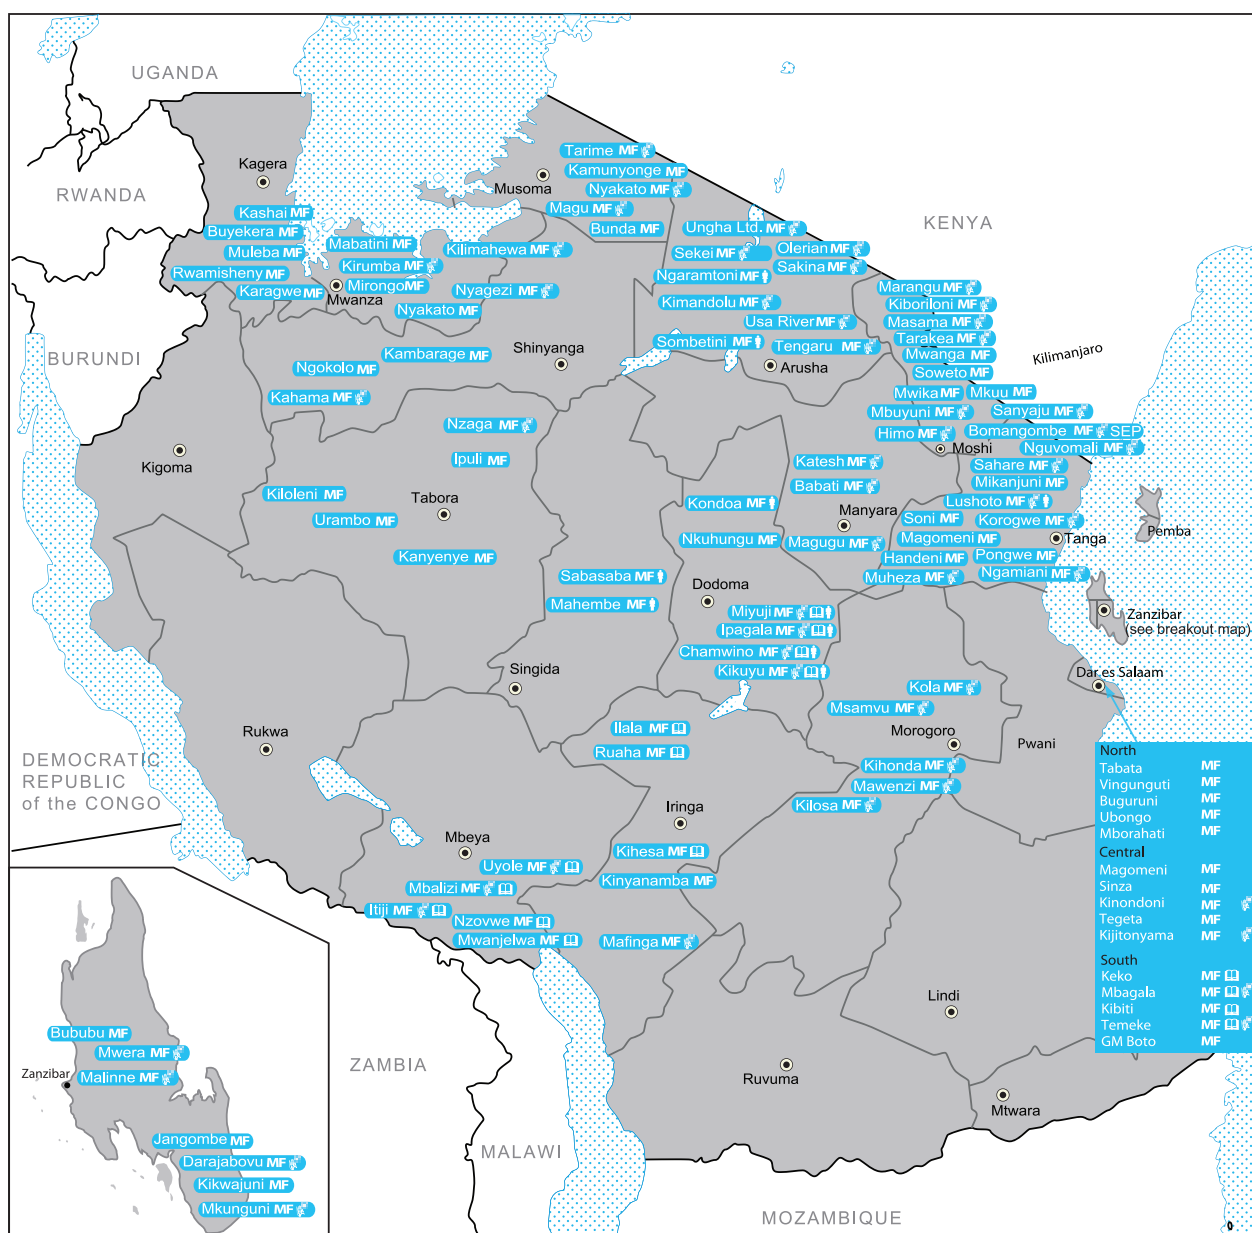 UGANDA
RWANDA
BURUNDI
KENYA
DEMOCRATIC
REPUBLIC
of the CONGO
ZAMBIA
MALAWI
MOZAMBIQUE
Kagera
Kashai MF
Buyekera MF
Muleba MF
Rwamisheny MF
Karagwe MF
Mabatini MF
Kirumba MF
Mirongo MF
Mwanza
Nyakato MF
Kilimahewa MF
Nyagezi MF
Musoma
Tarime MF
Kamunyonge MF
Nyakato MF
Magu MF
Bunda MF
Ungha Ltd. MF
Sekei MF
Olerian MF
Sakina MF
Ngaramtoni MF
Kimandolu MF
Usa River MF
Sombetini MF
Tengaru MF
Arusha
Marangu MF
Kiboriloni MF
Masama MF
Tarakea MF
Mwanga MF
Soweto MF
Mwika MF
Mkuu MF
Mbuyuni MF
Sanyaju MF
Himo MF
Bomangombe MF SEP
Moshi
Nguvomali MF
Kilimanjaro
Sahare MF
Mikanjuni MF
Lushoto MF
Soni MF
Korogwe MF
Magomeni MF
Tanga
Handeni MF
Pongwe MF
Muheza MF
Ngamiani MF
Pemba
Zanzibar
(see breakout map)
Shinyanga
Kambarage MF
Ngokolo MF
Kahama MF
Kigoma
Nzaga MF
Ipuli MF
Kiloleni MF
Tabora
Urambo MF
Kanyenye MF
Katesh MF
Babati MF
Manyara
Magugu MF
Kondoa MF
Nkuhungu MF
Dodoma
Miyuji MF
Ipagala MF
Chamwino MF
Kikuyu MF
Sabasaba MF
Mahembe MF
Singida
Rukwa
Ilala MF
Ruaha MF
Iringa
Kihesa MF
Kinyanamba MF
Mafinga MF
Mbeya
Uyole MF
Mbalizi MF
Itiji MF
Nzovwe MF
Mwanjelwa MF
Kola MF
Msamvu MF
Morogoro
Kihonda MF
Mawenzi MF
Kilosa MF
Pwani
Dar es Salaam
North
Tabata MF
Vingunguti MF
Buguruni MF
Ubongo MF
Mborahati MF
Central
Magomeni MF
Sinza MF
Kinondoni MF
Tegeta MF
Kijitonyama MF
South
Keko MF
Mbagala MF
Kibiti MF
Temeke MF
GM Boto MF
Lindi
Ruvuma
Mtwara
Bububu MF
Mwera MF
Zanzibar
Malinne MF
Jangombe MF
Darajabovu MF
Kikwajuni MF
Mkunguni MF